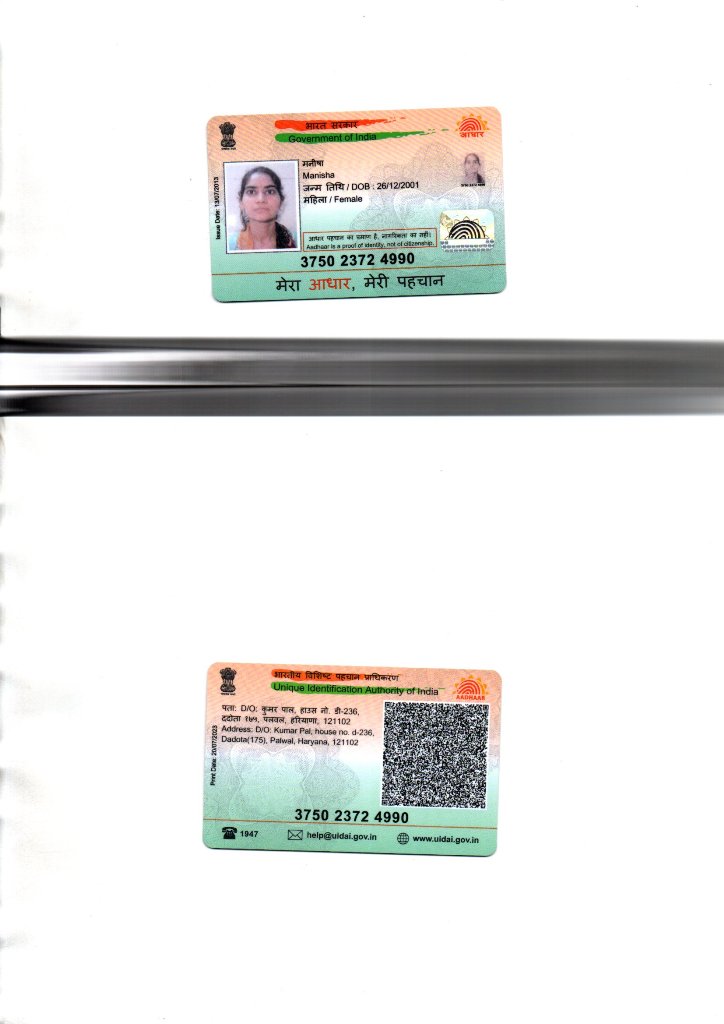 भारत सरकार
Government of India
आधार
Issue Date: 13/07/2013
मनीषा
Manisha
जन्म तिथि / DOB : 26/12/2001
महिला / Female
आधार पहचान का प्रमाण है, नागरिकता का नहीं।
Aadhaar is a proof of identity, not of citizenship.
3750 2372 4990
मेरा आधार, मेरी पहचान
भारतीय विशिष्ट पहचान प्राधिकरण
Unique Identification Authority of India
AADHAAR
Print Date: 20/07/2023
पता: D/O: कुमर पाल, हाउस नो. डी-236,
ददोता १७५, पलवल, हरियाणा, 121102
Address: D/O: Kumar Pal, house no. d-236,
Dadota(175), Palwal, Haryana, 121102
3750 2372 4990
1947
help@uidai.gov.in
www.uidai.gov.in